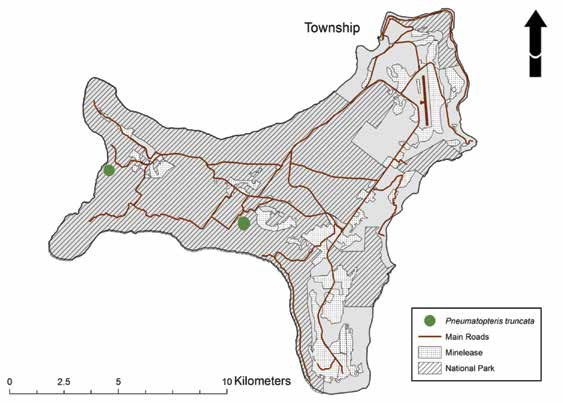 Township
Pneumatopteris truncata
Main Roads
Minelease
National Park
0 2.5 5 10 Kilometers